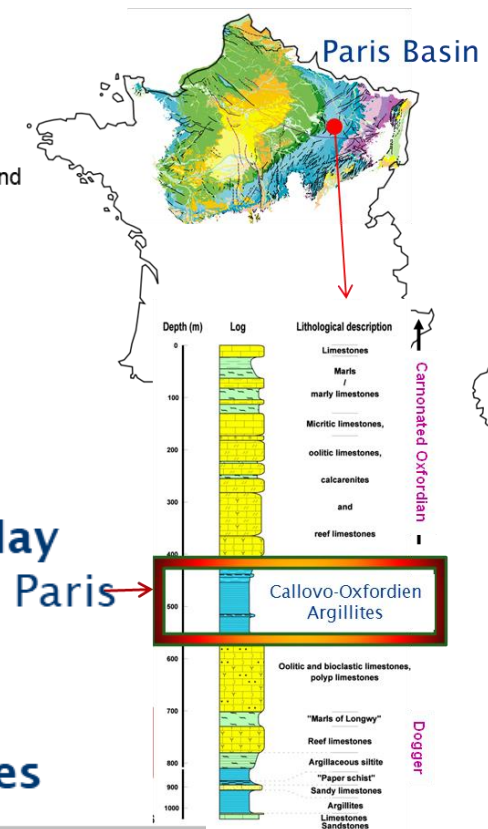 Paris Basin
nd
Depth (m) Log Lithological description
0
Limestones
Marls
/
marly limestones
100
Micritic limestones,
200
oolitic limestones,
calcarenites
300
and
reef limestones
Carnonated Oxfordian
400
lay
Paris
Callovo-Oxfordien
Argillites
500
600
Oolitic and bioclastic limestones,
polyp limestones
700
"Marls of Longwy"
Reef limestones
Dogger
800
Argillaceous siltite
es
"Paper schist"
900
Sandy limestones
Argillites
1000
Limestones
Sandstones